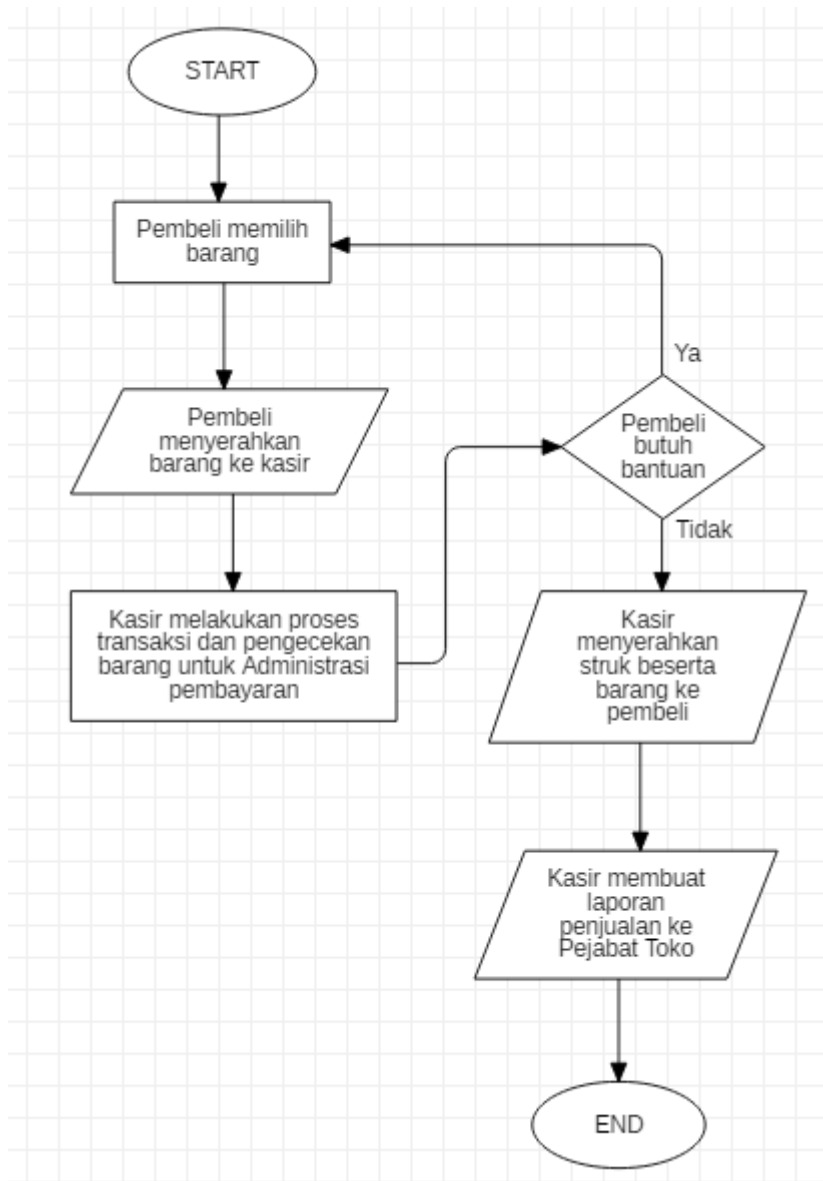 START
Pembeli memilih
barang
Pembeli
menyerahkan
barang ke kasir
Kasir melakukan proses
transaksi dan pengecekan
barang untuk Administrasi
pembayaran
Ya
Pembeli
butuh
bantuan
Tidak
Kasir
menyerahkan
struk beserta
barang ke
pembeli
Kasir membuat
laporan
penjualan ke
Pejabat Toko
END